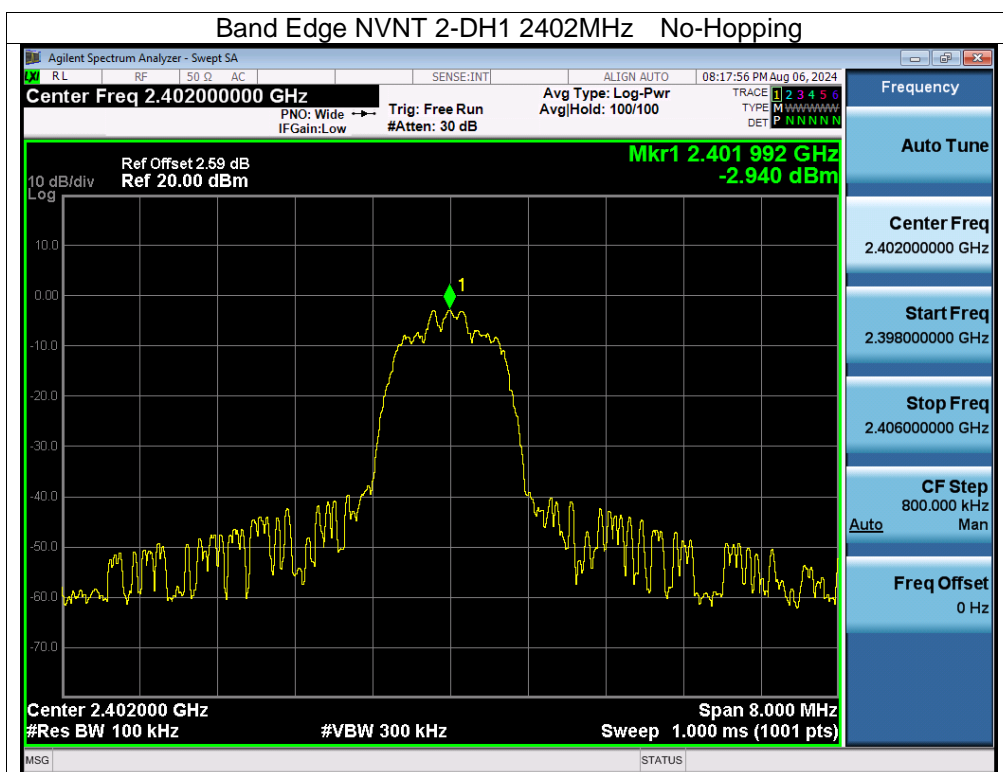 Band Edge NVNT 2-DH1 2402MHz No-Hopping
Agilent Spectrum Analyzer - Swept SA
LXI RL RF 50 Ω AC SENSE:INT ALIGN AUTO 08:17:56 PM Aug 06, 2024
Center Freq 2.402000000 GHz
PNO: Wide
IFGain:Low
Trig: Free Run
#Atten: 30 dB
Avg Type: Log-Pwr
Avg|Hold: 100/100
TRACE 1 2 3 4 5 6
TYPE M WWWWW
DET P N N N N N
Frequency
Auto Tune
Center Freq
2.402000000 GHz
Start Freq
2.398000000 GHz
Stop Freq
2.406000000 GHz
CF Step
800.000 kHz
Auto Man
Freq Offset
0 Hz
Mkr1 2.401 992 GHz
-2.940 dBm
Ref Offset 2.59 dB
10 dB/div Ref 20.00 dBm
Log
1
10.0
0.00
-10.0
-20.0
-30.0
-40.0
-50.0
-60.0
-70.0
Center 2.402000 GHz Span 8.000 MHz
#Res BW 100 kHz #VBW 300 kHz Sweep 1.000 ms (1001 pts)
MSG STATUS